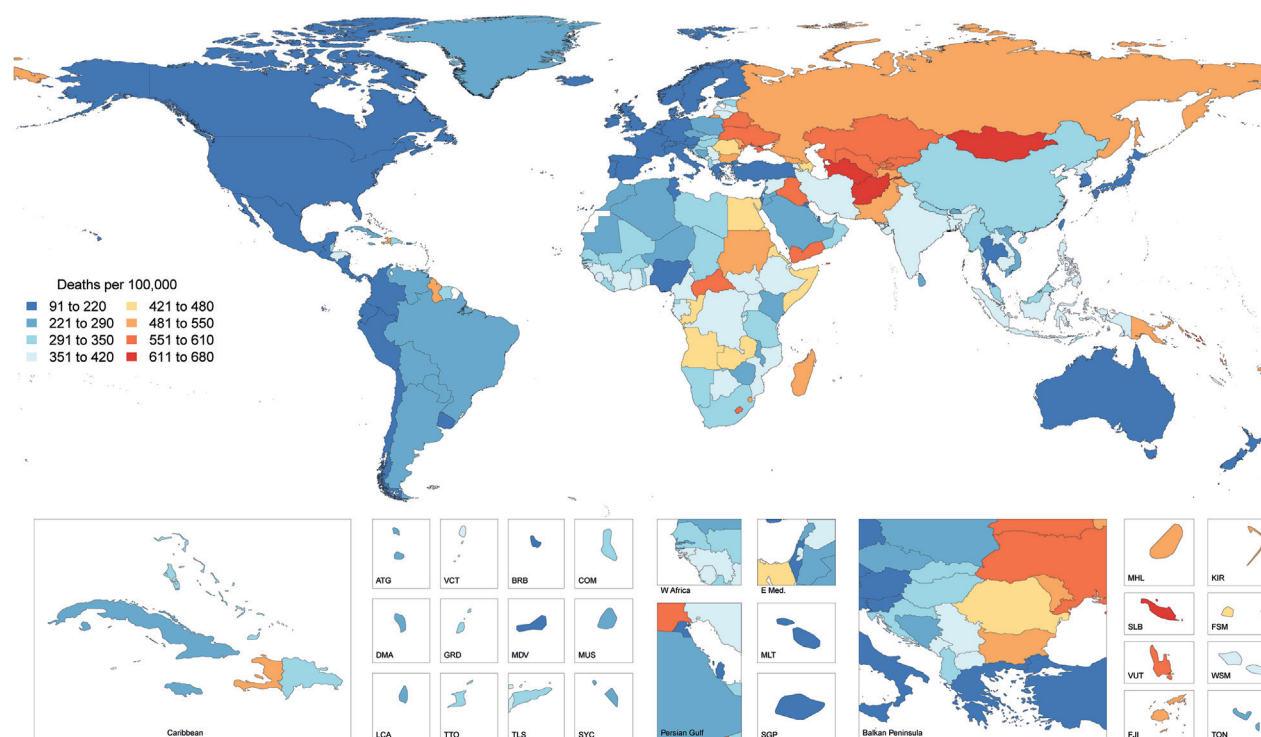 Deaths per 100,000
91 to 220
221 to 290
291 to 350
351 to 420
421 to 480
481 to 550
551 to 610
611 to 680
Caribbean
ATG
VCT
BRB
COM
DMA
GRD
MDV
MUS
LCA
TTO
TLS
SYC
W Africa
E Med.
Persian Gulf
MLT
SGP
Balkan Peninsula
MHL
KIR
SLB
FSM
VUT
WSM
FJI
TON